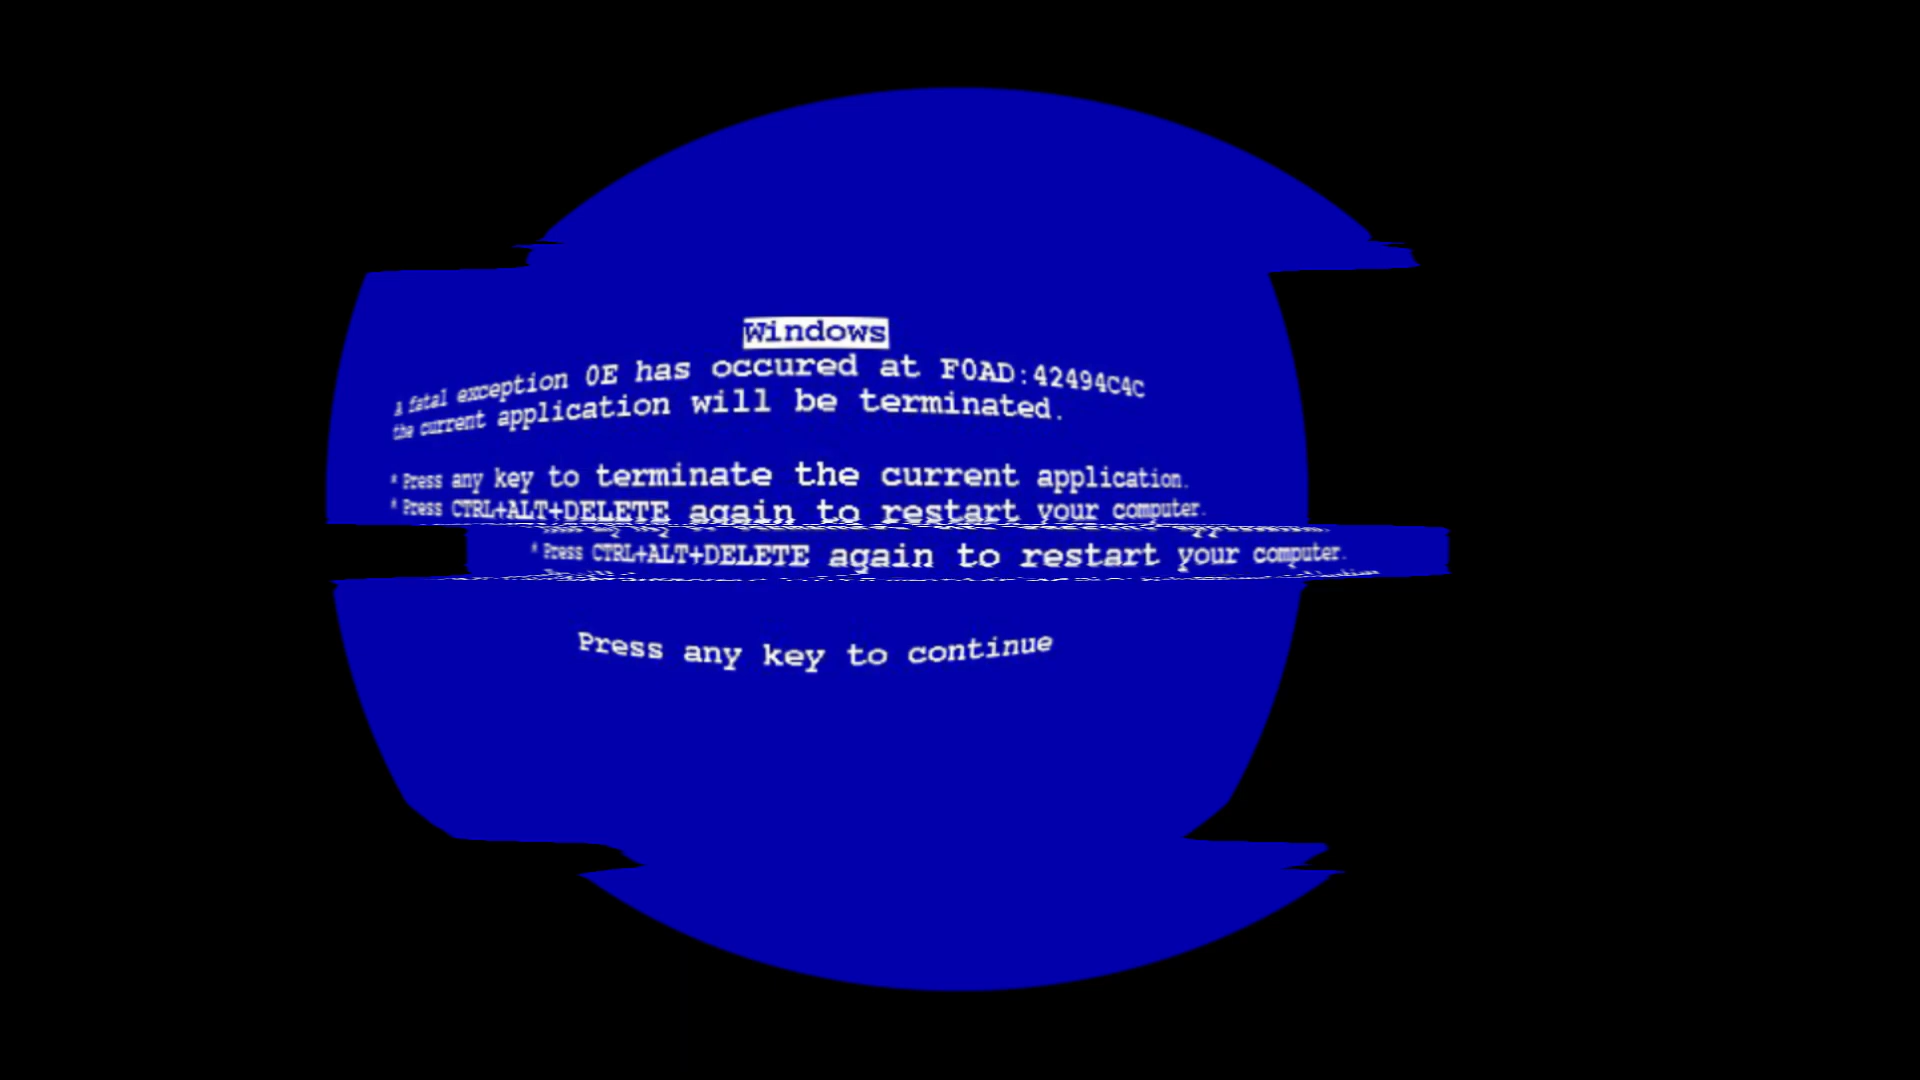 Windows
A fatal exception 0E has occured at F0AD:42494C4C
the current application will be terminated.
* Press any key to terminate the current application.
* Press CTRL+ALT+DELETE again to restart your computer.
* Press CTRL+ALT+DELETE again to restart your computer.
Press any key to continue